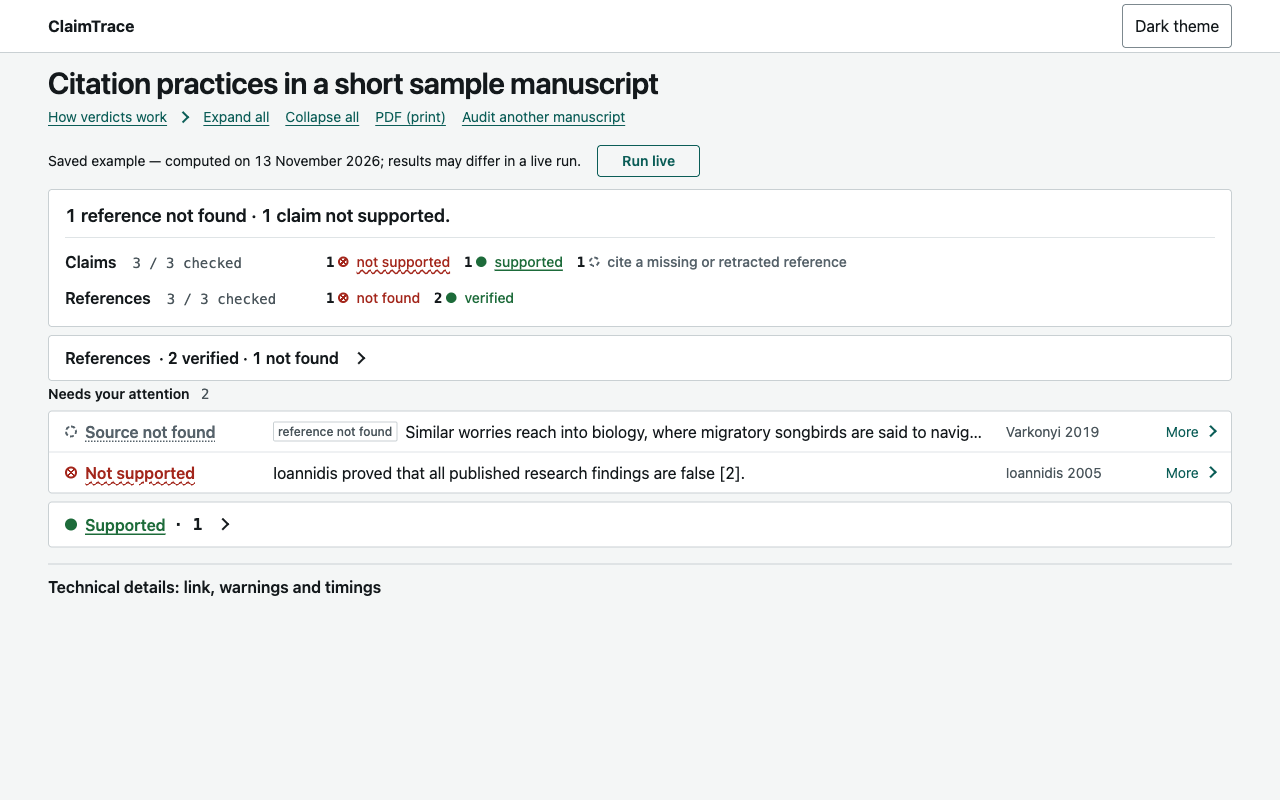 ClaimTrace
Dark theme
Citation practices in a short sample manuscript
How verdicts work Expand all Collapse all PDF (print) Audit another manuscript
Saved example — computed on 13 November 2026; results may differ in a live run. Run live
1 reference not found · 1 claim not supported.
Claims 3 / 3 checked 1 not supported 1 supported 1 cite a missing or retracted reference
References 3 / 3 checked 1 not found 2 verified
References · 2 verified · 1 not found
Needs your attention 2
Source not found reference not found Similar worries reach into biology, where migratory songbirds are said to navig... Varkonyi 2019 More
Not supported Ioannidis proved that all published research findings are false [2]. Ioannidis 2005 More
Supported · 1
Technical details: link, warnings and timings